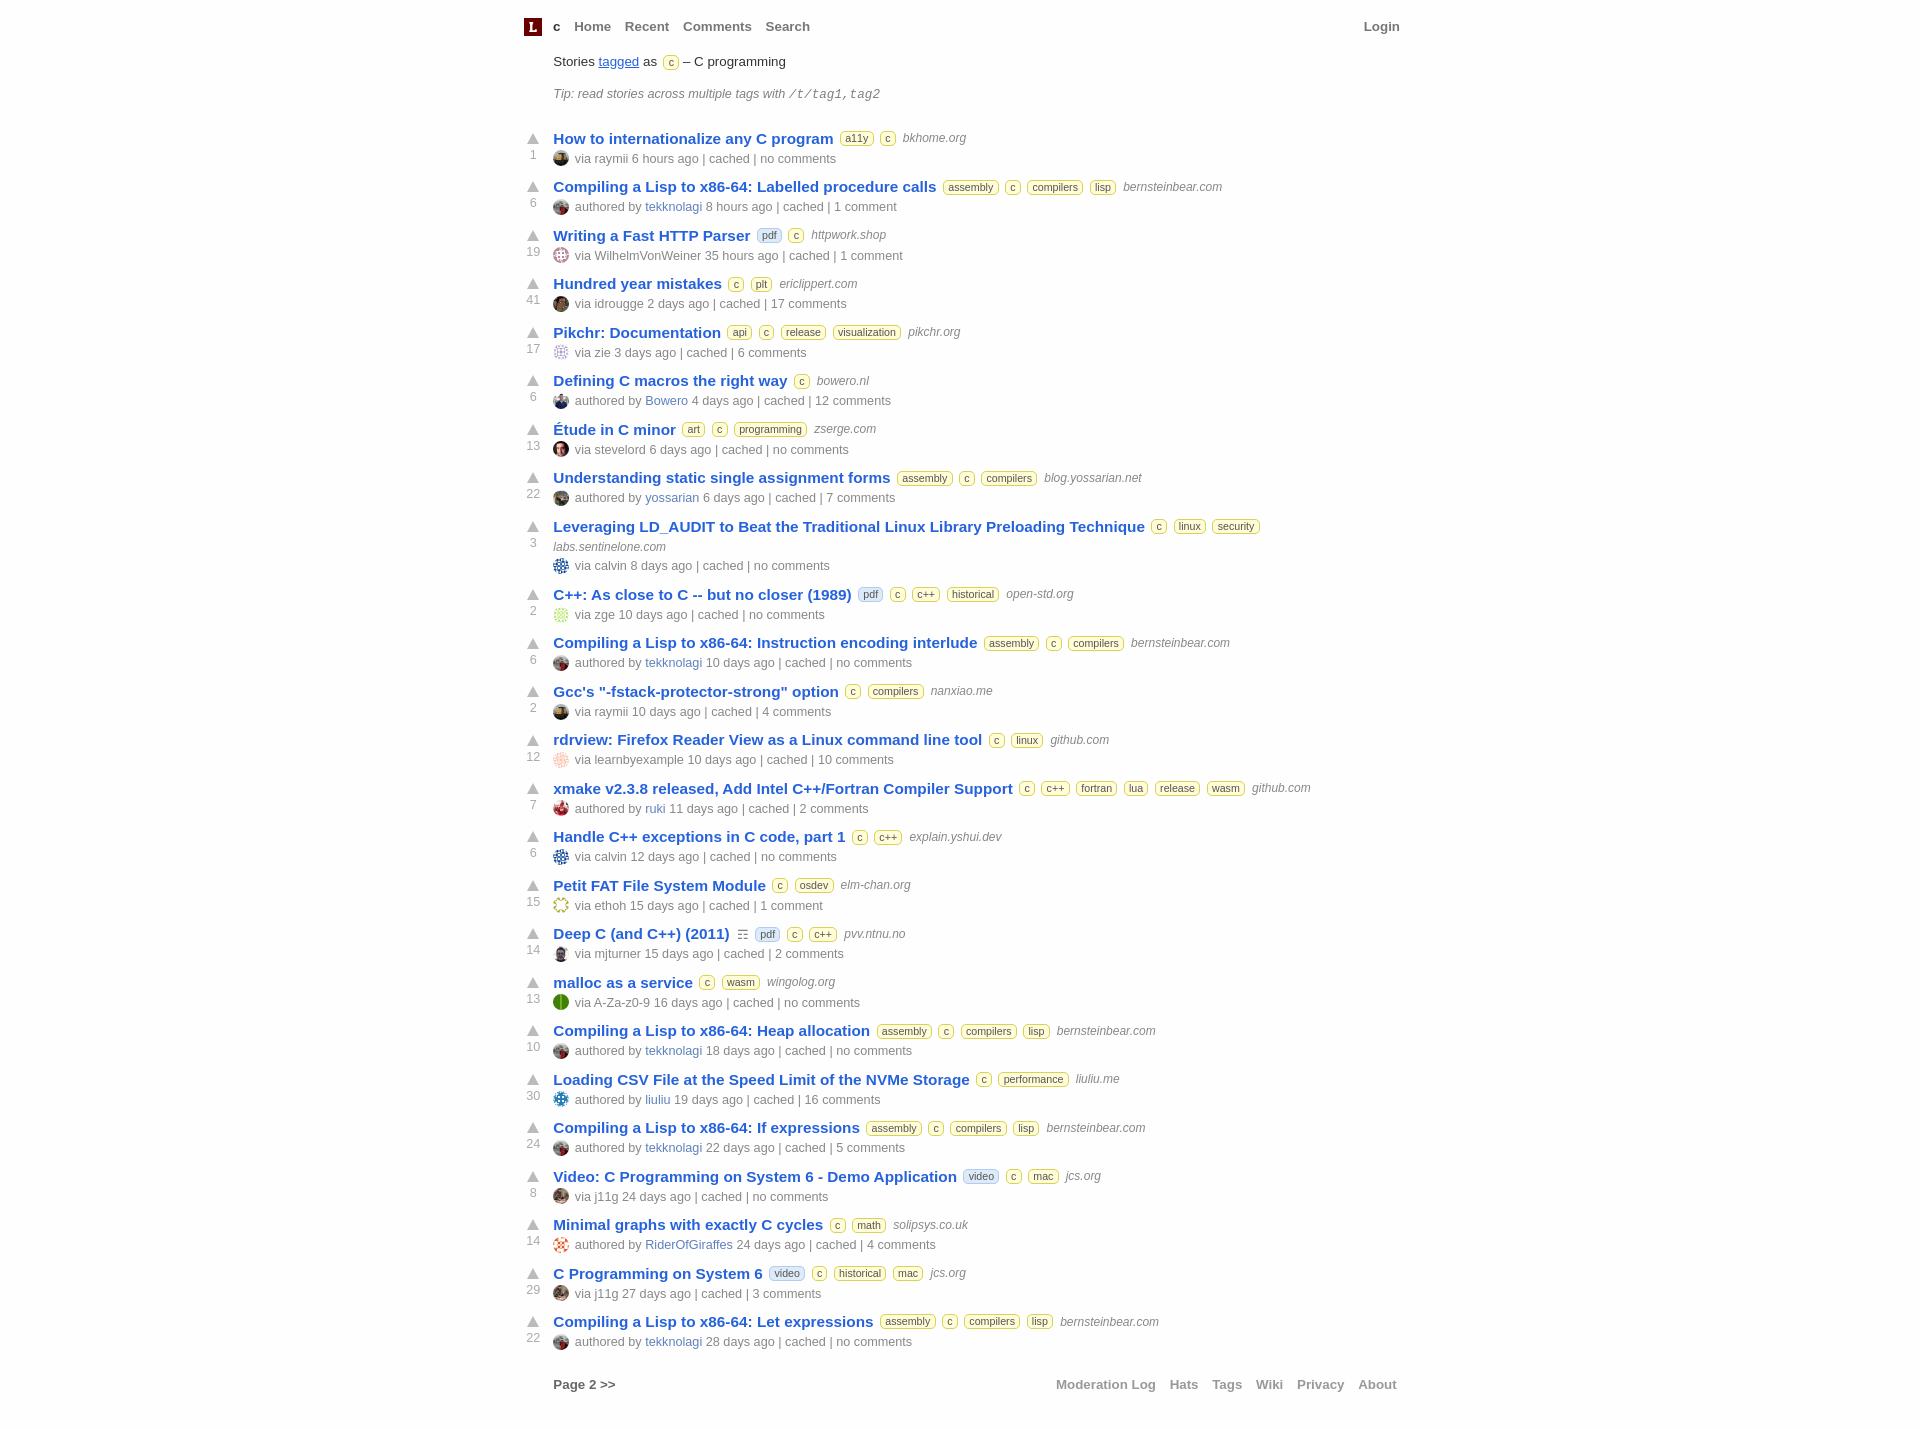 L c Home Recent Comments Search Login
Stories tagged as c – C programming
Tip: read stories across multiple tags with /t/tag1,tag2
How to internationalize any C program a11y c bkhome.org
1 via raymii 6 hours ago | cached | no comments
Compiling a Lisp to x86-64: Labelled procedure calls assembly c compilers lisp bernsteinbear.com
6 authored by tekknolagi 8 hours ago | cached | 1 comment
Writing a Fast HTTP Parser pdf c httpwork.shop
19 via WilhelmVonWeiner 35 hours ago | cached | 1 comment
Hundred year mistakes c plt ericlippert.com
41 via idrougge 2 days ago | cached | 17 comments
Pikchr: Documentation api c release visualization pikchr.org
17 via zie 3 days ago | cached | 6 comments
Defining C macros the right way c bowero.nl
6 authored by Bowero 4 days ago | cached | 12 comments
Étude in C minor art c programming zserge.com
13 via stevelord 6 days ago | cached | no comments
Understanding static single assignment forms assembly c compilers blog.yossarian.net
22 authored by yossarian 6 days ago | cached | 7 comments
Leveraging LD_AUDIT to Beat the Traditional Linux Library Preloading Technique c linux security
3 labs.sentinelone.com
via calvin 8 days ago | cached | no comments
C++: As close to C -- but no closer (1989) pdf c c++ historical open-std.org
2 via zge 10 days ago | cached | no comments
Compiling a Lisp to x86-64: Instruction encoding interlude assembly c compilers bernsteinbear.com
6 authored by tekknolagi 10 days ago | cached | no comments
Gcc's "-fstack-protector-strong" option c compilers nanxiao.me
2 via raymii 10 days ago | cached | 4 comments
rdrview: Firefox Reader View as a Linux command line tool c linux github.com
12 via learnbyexample 10 days ago | cached | 10 comments
xmake v2.3.8 released, Add Intel C++/Fortran Compiler Support c c++ fortran lua release wasm github.com
7 authored by ruki 11 days ago | cached | 2 comments
Handle C++ exceptions in C code, part 1 c c++ explain.yshui.dev
6 via calvin 12 days ago | cached | no comments
Petit FAT File System Module c osdev elm-chan.org
15 via ethoh 15 days ago | cached | 1 comment
Deep C (and C++) (2011) ☶ pdf c c++ pvv.ntnu.no
14 via mjturner 15 days ago | cached | 2 comments
malloc as a service c wasm wingolog.org
13 via A-Za-z0-9 16 days ago | cached | no comments
Compiling a Lisp to x86-64: Heap allocation assembly c compilers lisp bernsteinbear.com
10 authored by tekknolagi 18 days ago | cached | no comments
Loading CSV File at the Speed Limit of the NVMe Storage c performance liuliu.me
30 authored by liuliu 19 days ago | cached | 16 comments
Compiling a Lisp to x86-64: If expressions assembly c compilers lisp bernsteinbear.com
24 authored by tekknolagi 22 days ago | cached | 5 comments
Video: C Programming on System 6 - Demo Application video c mac jcs.org
8 via j11g 24 days ago | cached | no comments
Minimal graphs with exactly C cycles c math solipsys.co.uk
14 authored by RiderOfGiraffes 24 days ago | cached | 4 comments
C Programming on System 6 video c historical mac jcs.org
29 via j11g 27 days ago | cached | 3 comments
Compiling a Lisp to x86-64: Let expressions assembly c compilers lisp bernsteinbear.com
22 authored by tekknolagi 28 days ago | cached | no comments
Page 2 >> Moderation Log Hats Tags Wiki Privacy About